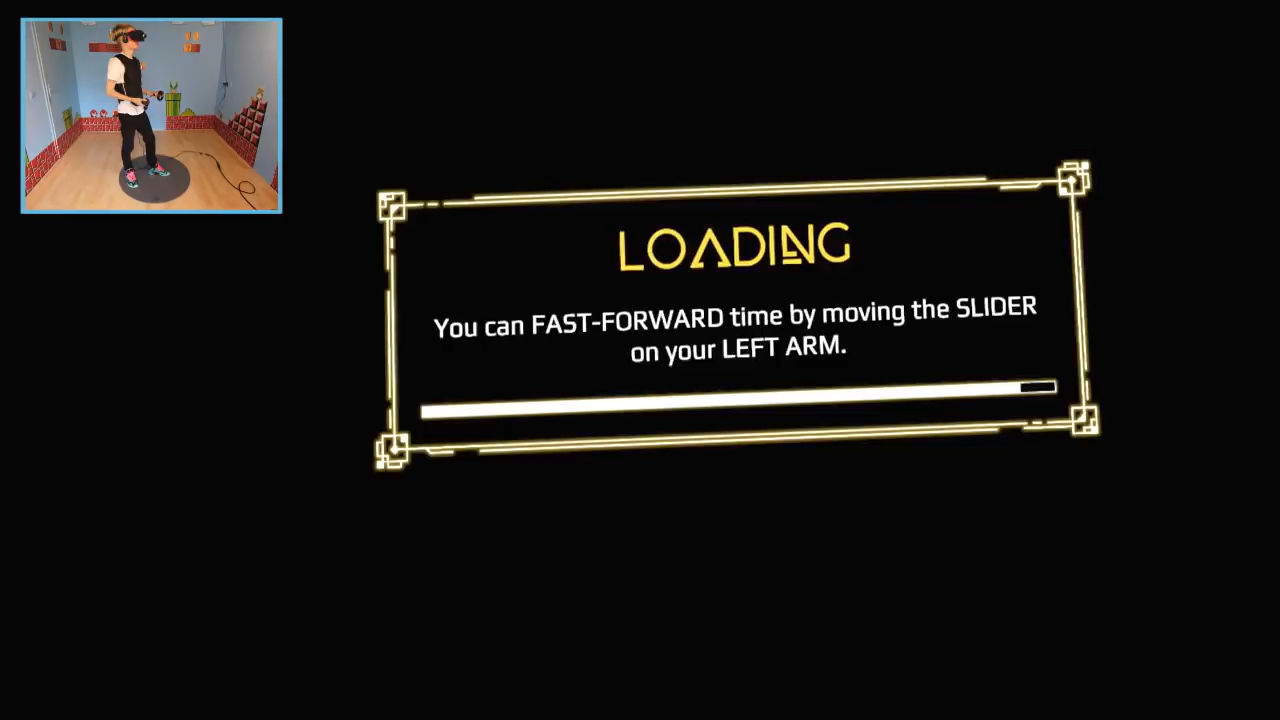 LOADING
You can FAST-FORWARD time by moving the SLIDER
on your LEFT ARM.